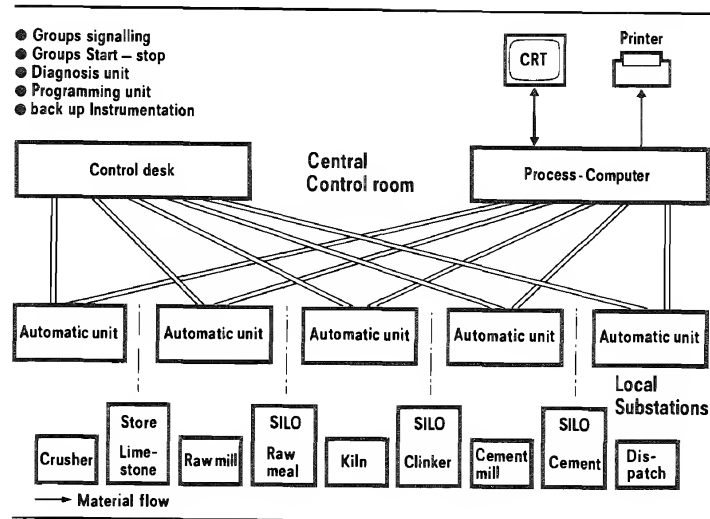 ● Groups signalling
● Groups Start – stop
● Diagnosis unit
● Programming unit
● back up Instrumentation
CRT
Printer
Control desk
Central
Control room
Process - Computer
Automatic unit
Automatic unit
Automatic unit
Automatic unit
Automatic unit
Local
Substations
Crusher
Store
Lime-
stone
Raw mill
SILO
Raw
meal
Kiln
SILO
Clinker
Cement
mill
SILO
Cement
Dis-
patch
→ Material flow